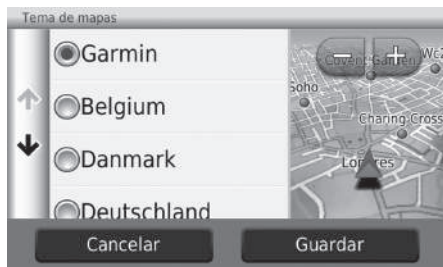 Tema de mapas
Garmin
Belgium
Danmark
Deutschland
Covent Garden
Soho
Charing Cross
Londres
Cancelar
Guardar